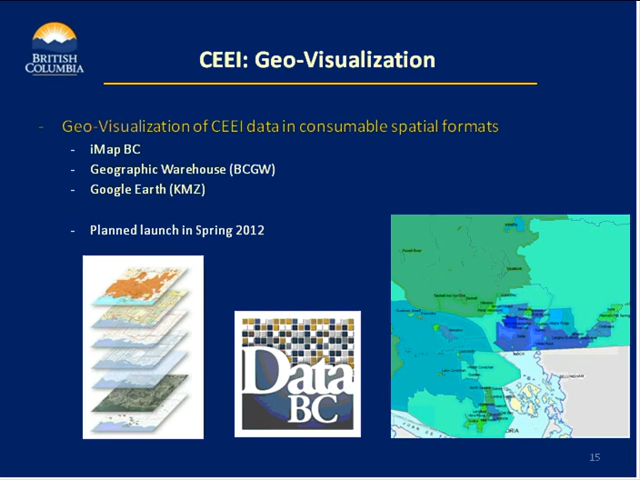 BRITISH
COLUMBIA
CEEI: Geo-Visualization
- Geo-Visualization of CEEI data in consumable spatial formats
- iMap BC
- Geographic Warehouse (BCGW)
- Google Earth (KMZ)
- Planned launch in Spring 2012
Data
BC
BELLINGHAM
15